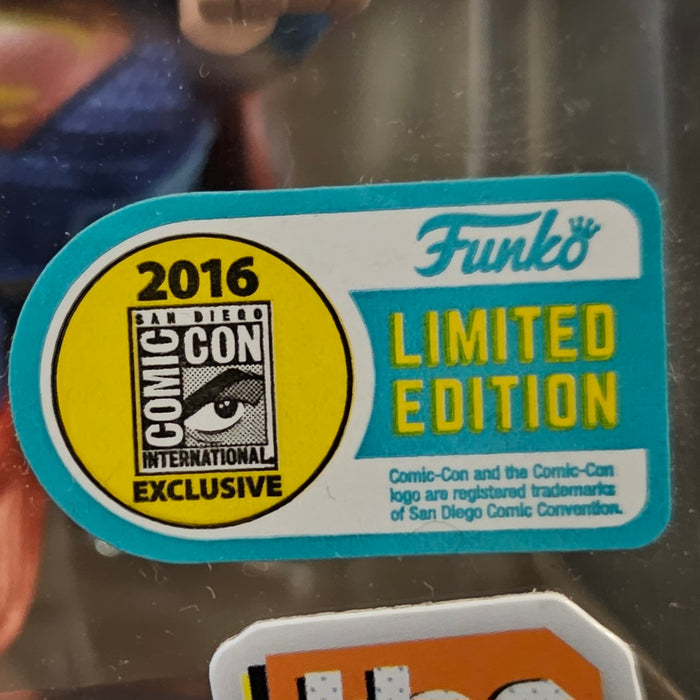 2016
SAN DIEGO
COMIC CON
INTERNATIONAL
EXCLUSIVE
Funko
LIMITED
EDITION
Comic-Con and the Comic-Con
logo are registered trademarks
of San Diego Comic Convention.